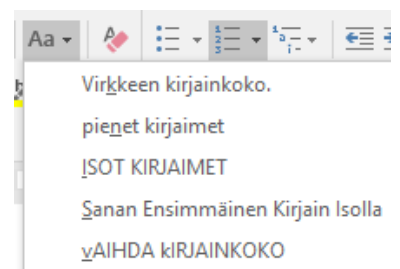 Aa
Virkkeen kirjainkoko.
pienet kirjaimet
ISOT KIRJAIMET
Sanan Ensimmäinen Kirjain Isolla
vAIHDA kIRJAINKOKO